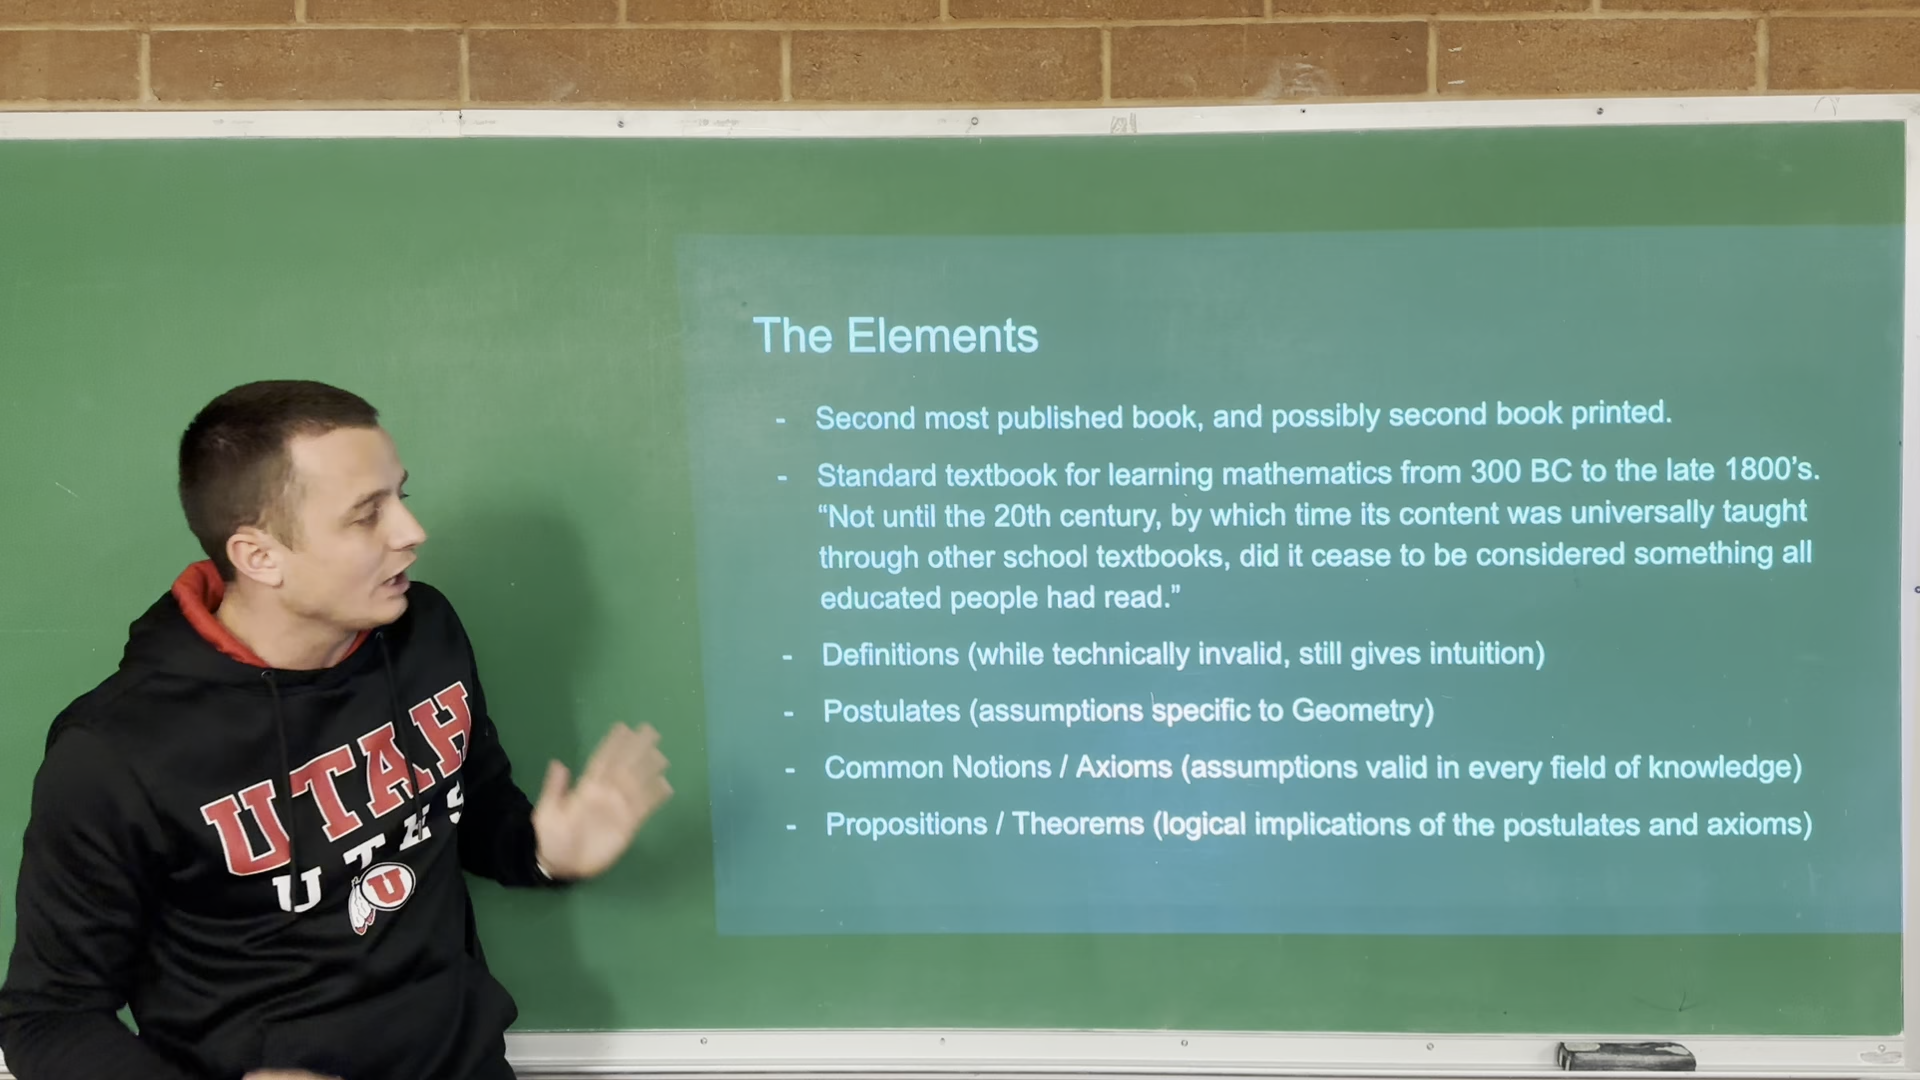 The Elements
- Second most published book, and possibly second book printed.
- Standard textbook for learning mathematics from 300 BC to the late 1800's.
“Not until the 20th century, by which time its content was universally taught
through other school textbooks, did it cease to be considered something all
educated people had read.”
- Definitions (while technically invalid, still gives intuition)
- Postulates (assumptions specific to Geometry)
- Common Notions / Axioms (assumptions valid in every field of knowledge)
- Propositions / Theorems (logical implications of the postulates and axioms)
UTAH
UTES
U